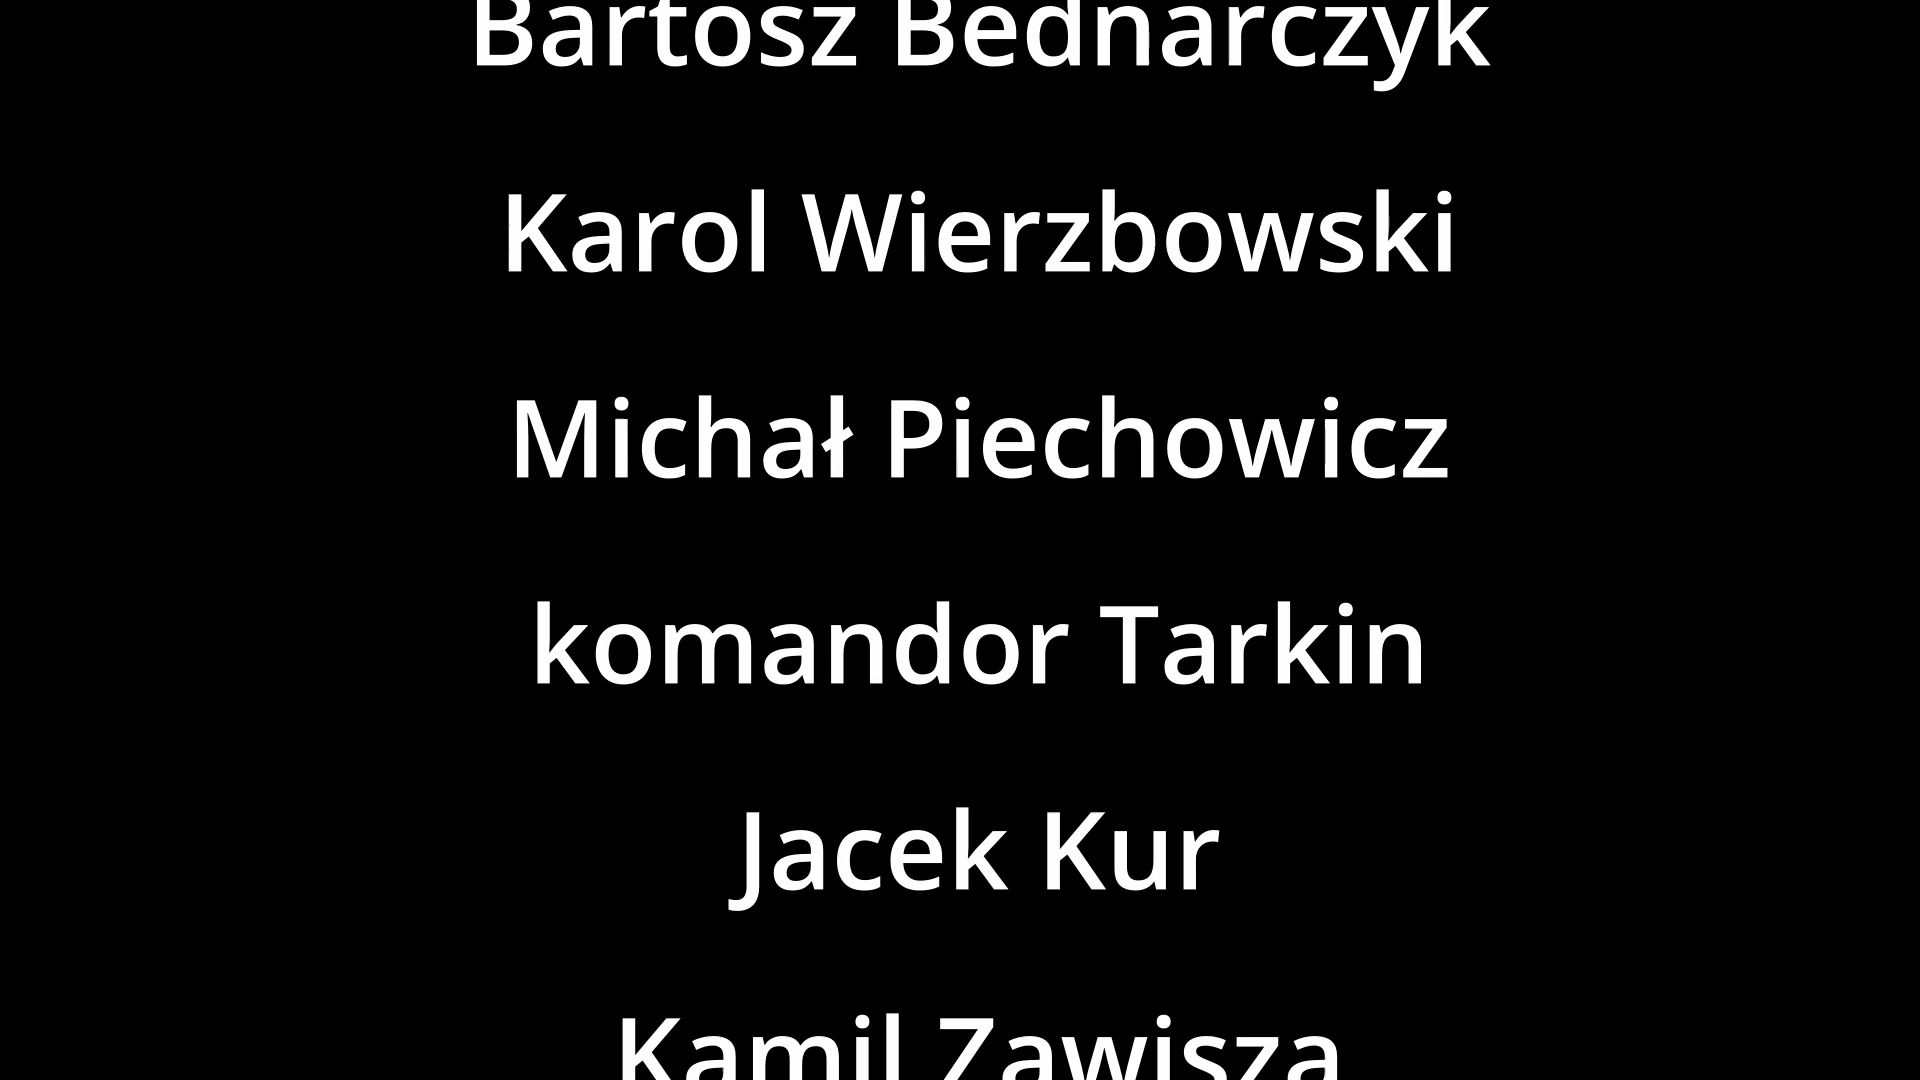 Bartosz Bednarczyk
Karol Wierzbowski
Michał Piechowicz
komandor Tarkin
Jacek Kur
Kamil Zawisza